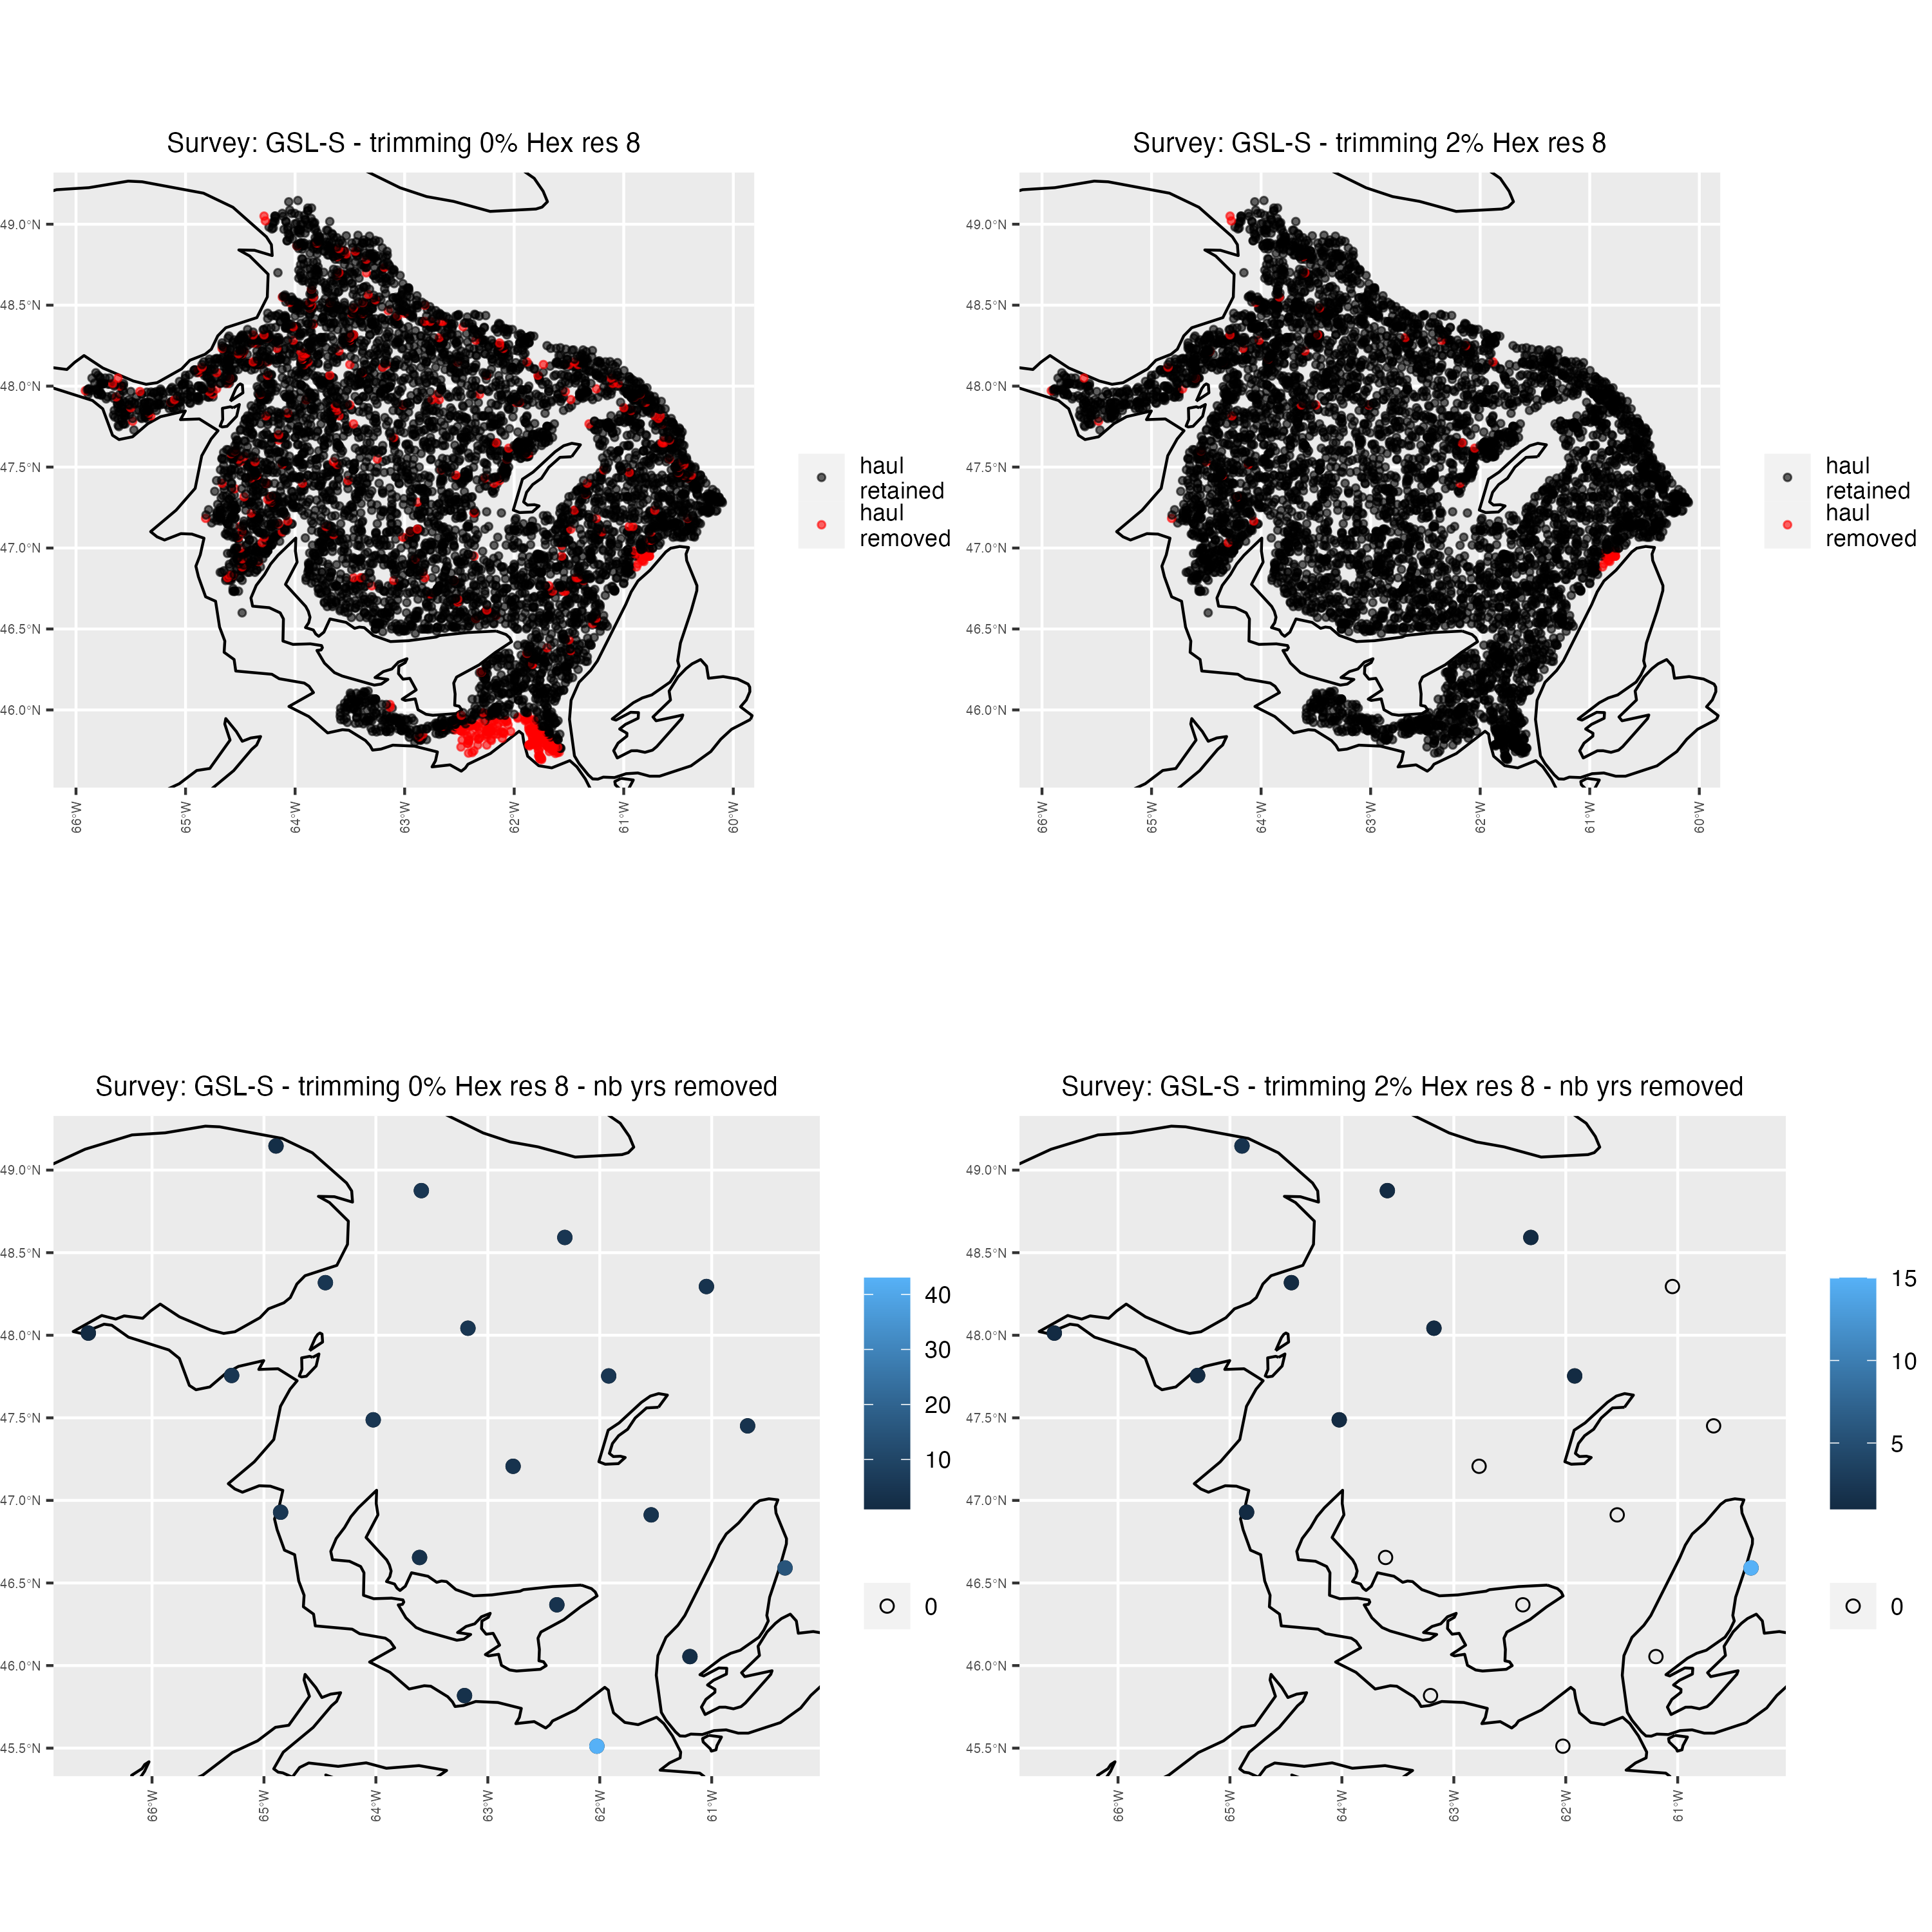 Survey: GSL-S - trimming 0% Hex res 8
49.0°N
48.5°N
48.0°N
47.5°N
47.0°N
46.5°N
46.0°N
66°W
65°W
64°W
63°W
62°W
61°W
60°W
haul
retained
haul
removed
Survey: GSL-S - trimming 2% Hex res 8
49.0°N
48.5°N
48.0°N
47.5°N
47.0°N
46.5°N
46.0°N
66°W
65°W
64°W
63°W
62°W
61°W
60°W
haul
retained
haul
removed
Survey: GSL-S - trimming 0% Hex res 8 - nb yrs removed
49.0°N
48.5°N
48.0°N
47.5°N
47.0°N
46.5°N
46.0°N
45.5°N
66°W
65°W
64°W
63°W
62°W
61°W
40
30
20
10
0
Survey: GSL-S - trimming 2% Hex res 8 - nb yrs removed
49.0°N
48.5°N
48.0°N
47.5°N
47.0°N
46.5°N
46.0°N
45.5°N
66°W
65°W
64°W
63°W
62°W
61°W
15
10
5
0